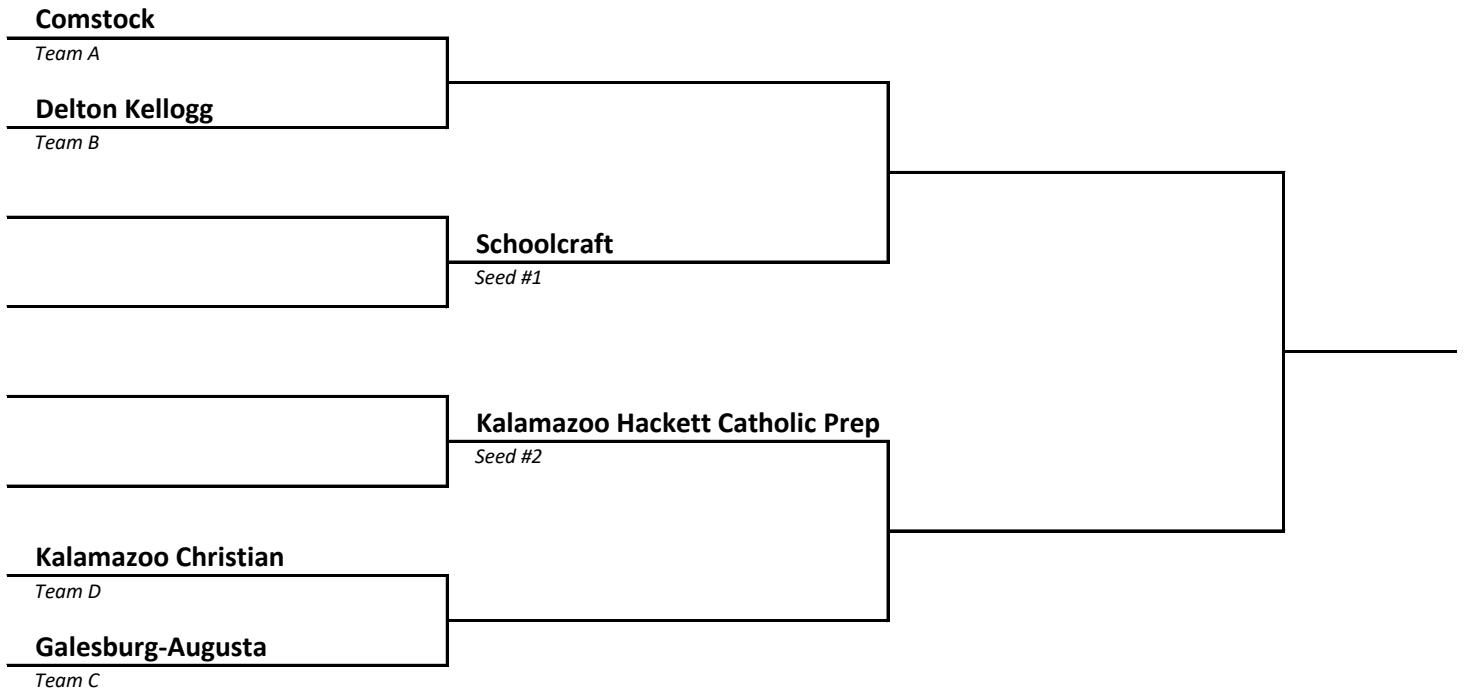 Comstock
Team A
Delton Kellogg
Team B
Schoolcraft
Seed #1
Kalamazoo Hackett Catholic Prep
Seed #2
Kalamazoo Christian
Team D
Galesburg-Augusta
Team C